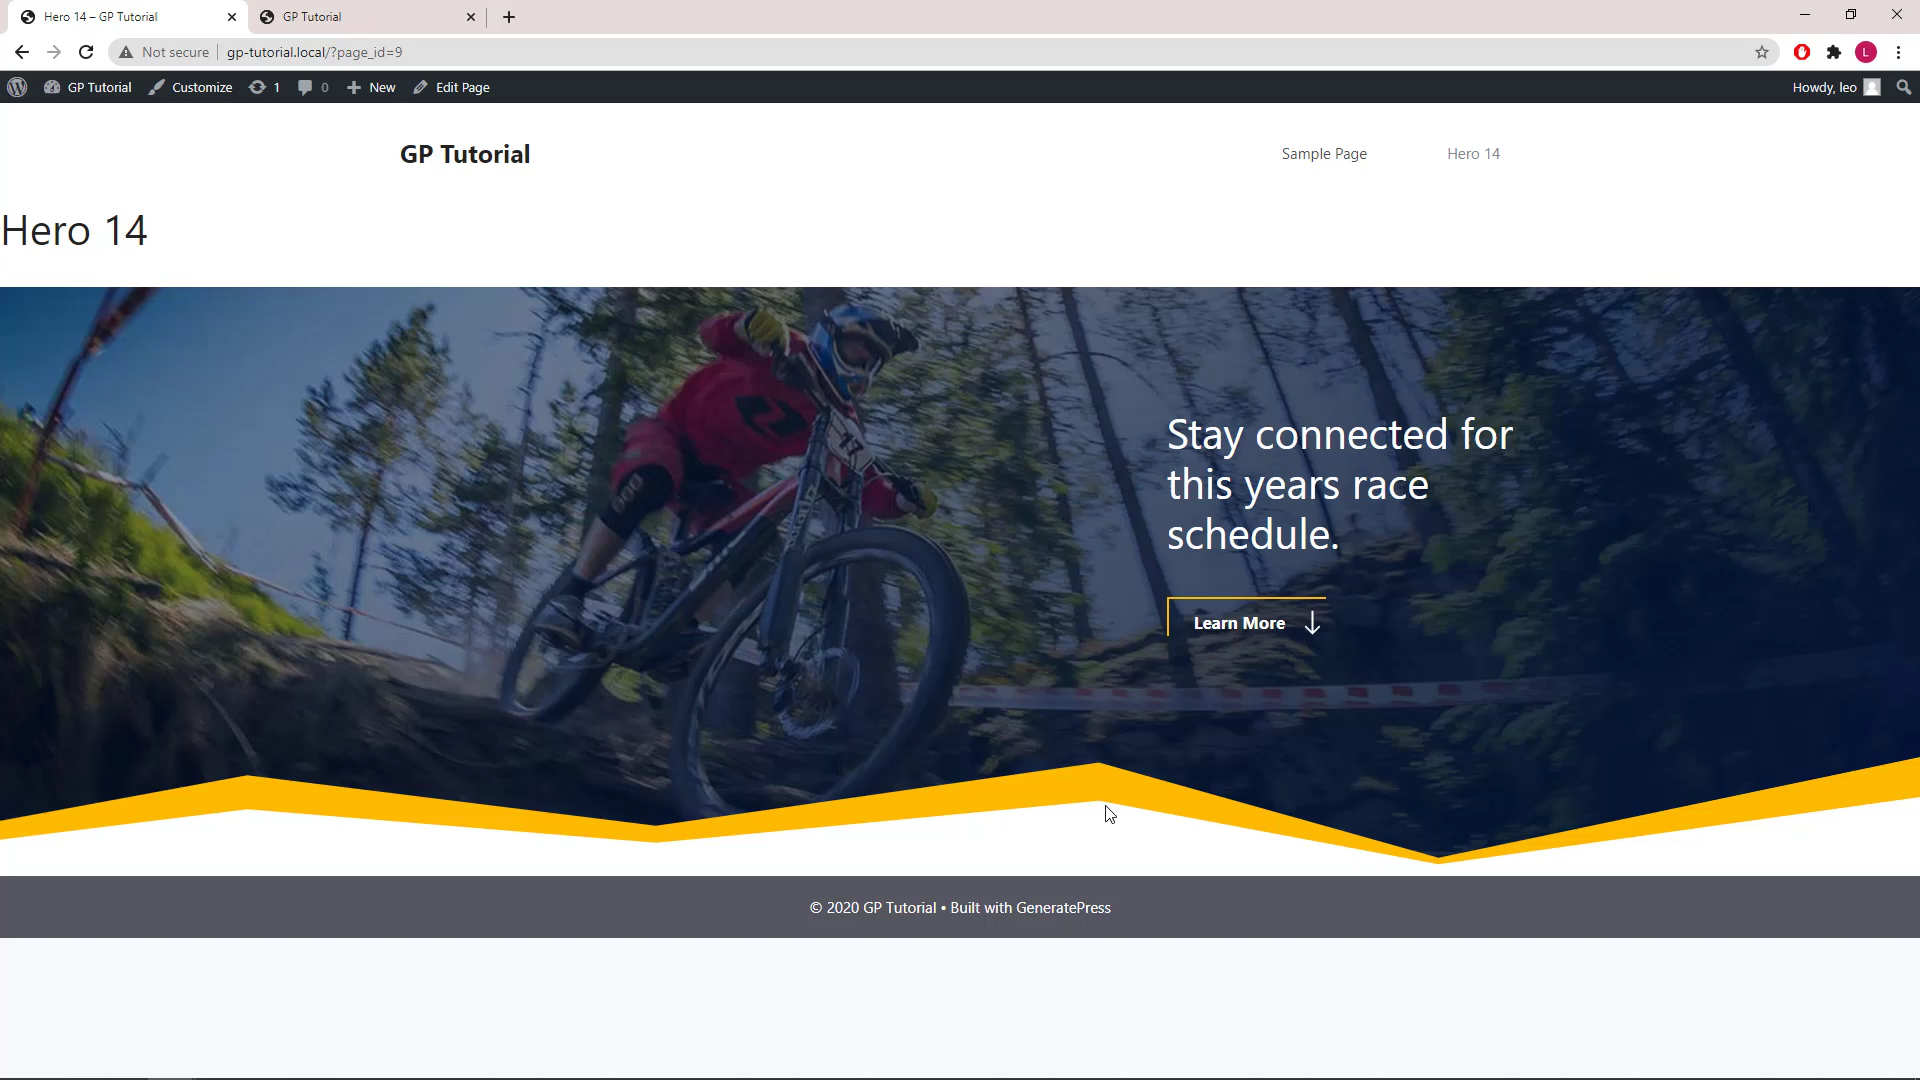 Hero 14 – GP Tutorial
GP Tutorial
Not secure
gp-tutorial.local/?page_id=9
L
GP Tutorial
Customize
1
0
New
Edit Page
Howdy, leo
GP Tutorial
Sample Page
Hero 14
Hero 14
Stay connected for
this years race
schedule.
Learn More
© 2020 GP Tutorial • Built with GeneratePress